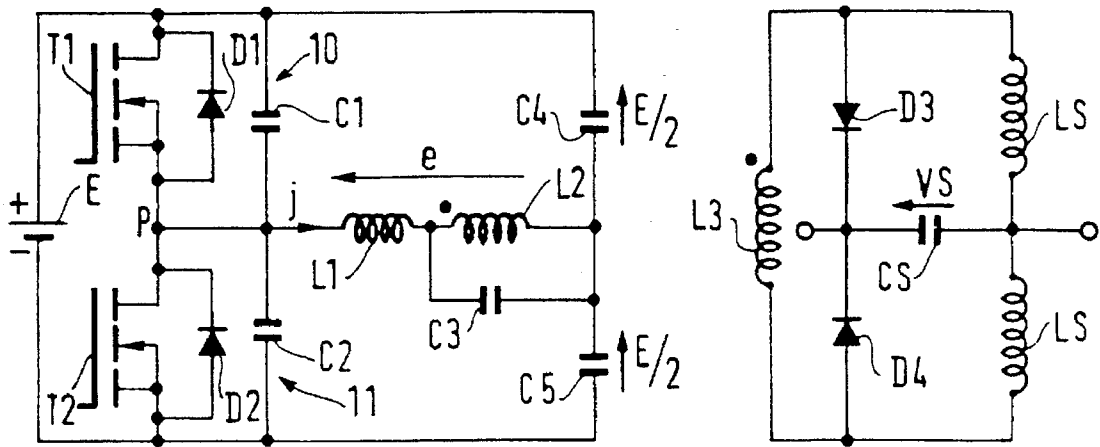 T1
D1
10
C1
C4
E/2
D3
LS
+
E
-
P
j
e
L2
L1
L3
VS
CS
C3
T2
D2
C2
11
C5
E/2
D4
LS